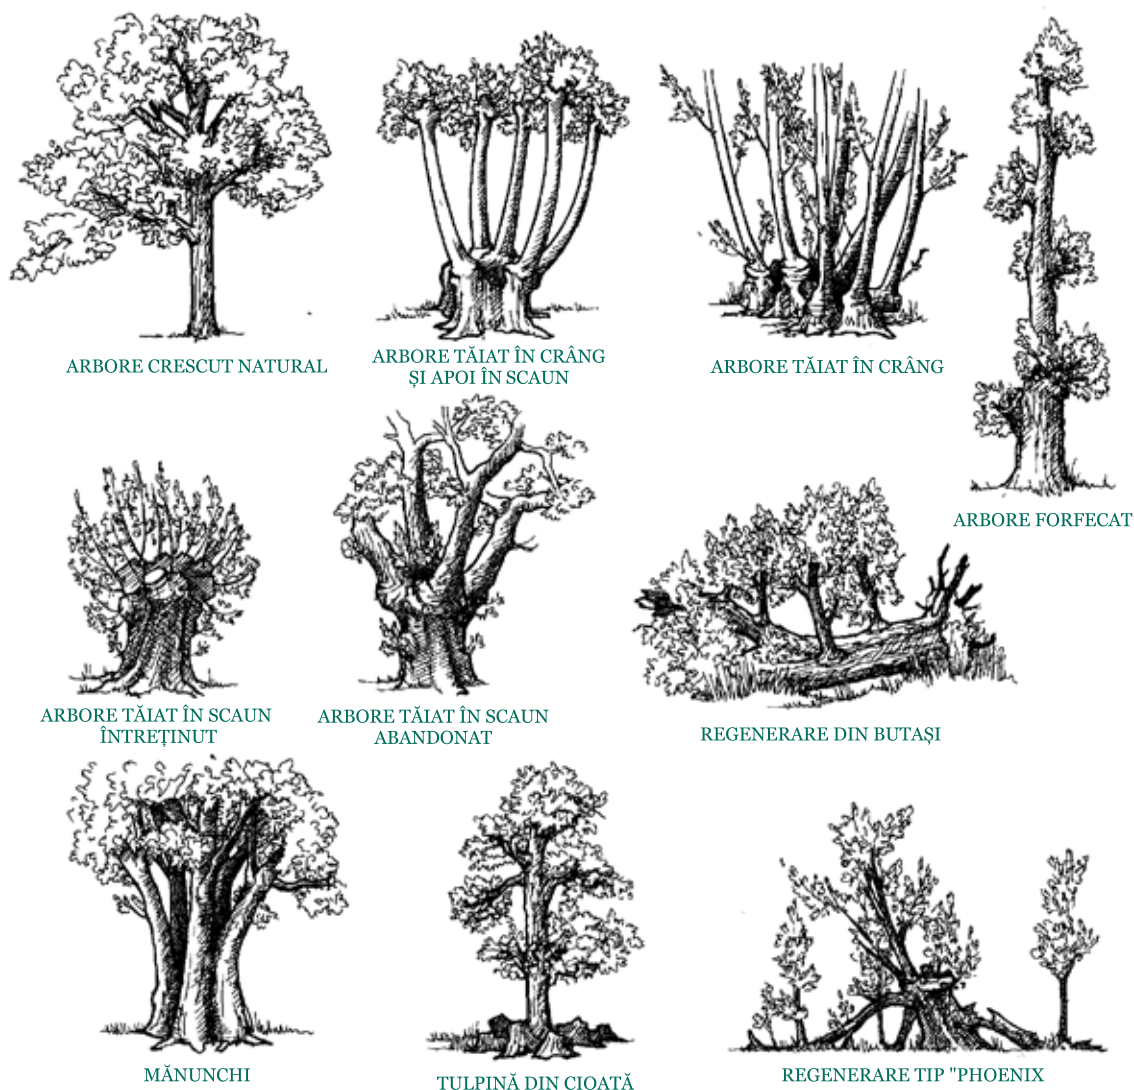 ARBORE CRESCUT NATURAL
ARBORE TĂIAT ÎN CRÂNG
ȘI APOI ÎN SCAUN
ARBORE TĂIAT ÎN CRÂNG
ARBORE FORFECAT
ARBORE TĂIAT ÎN SCAUN
ÎNTREȚINUT
ARBORE TĂIAT ÎN SCAUN
ABANDONAT
REGENERARE DIN BUTAȘI
MĂNUNCHI
TULPINĂ DIN CIOATĂ
REGENERARE TIP "PHOENIX